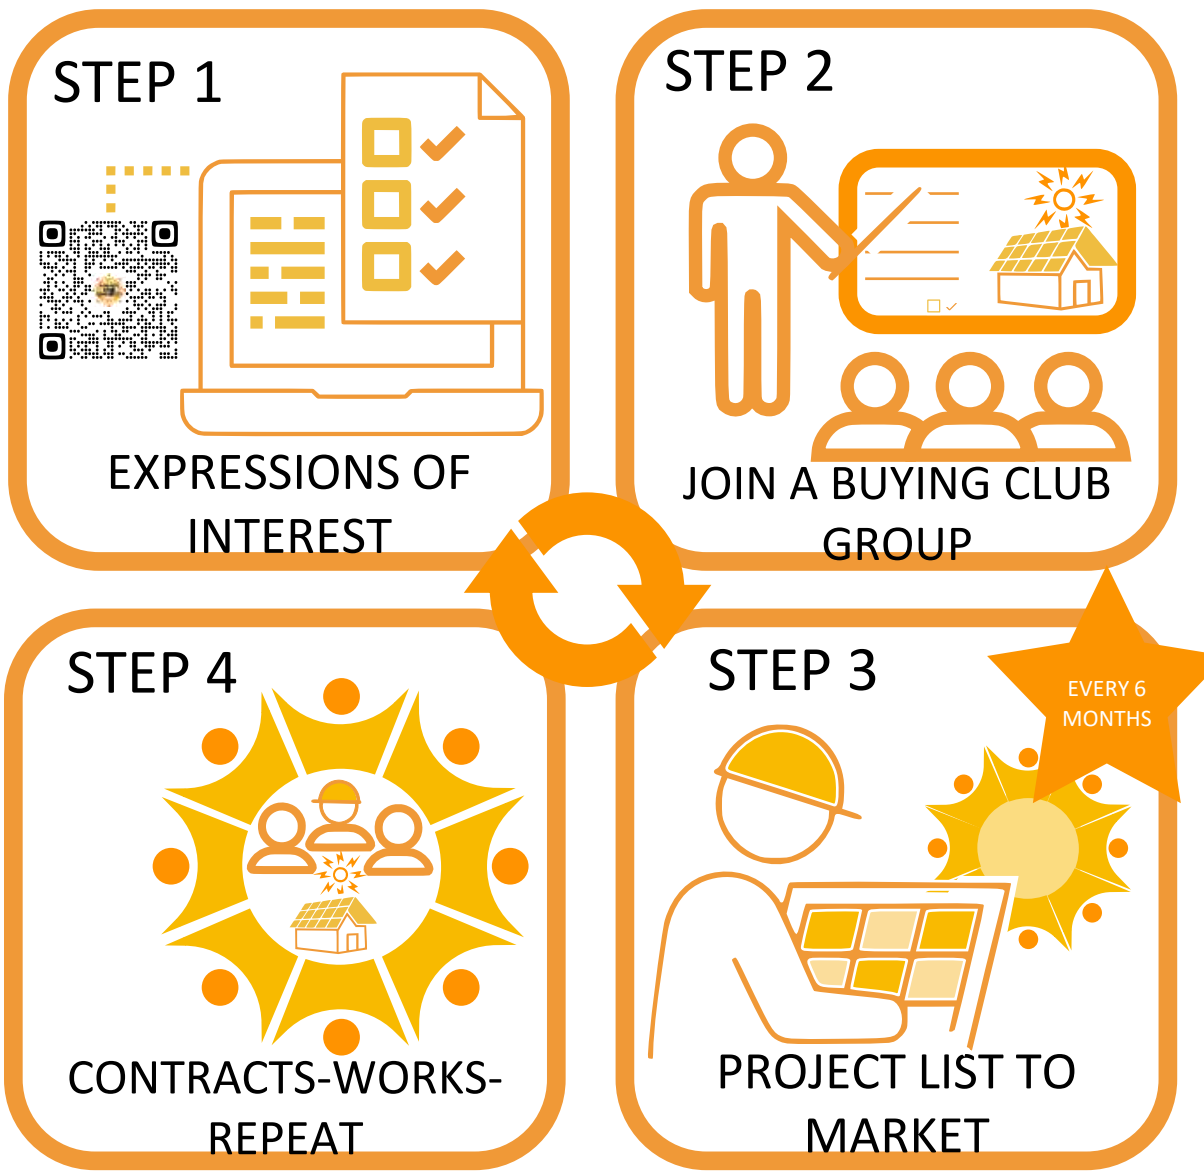 STEP 1
EXPRESSIONS OF
INTEREST
STEP 2
JOIN A BUYING CLUB
GROUP
STEP 3
EVERY 6
MONTHS
PROJECT LIST TO
MARKET
STEP 4
CONTRACTS-WORKS-
REPEAT